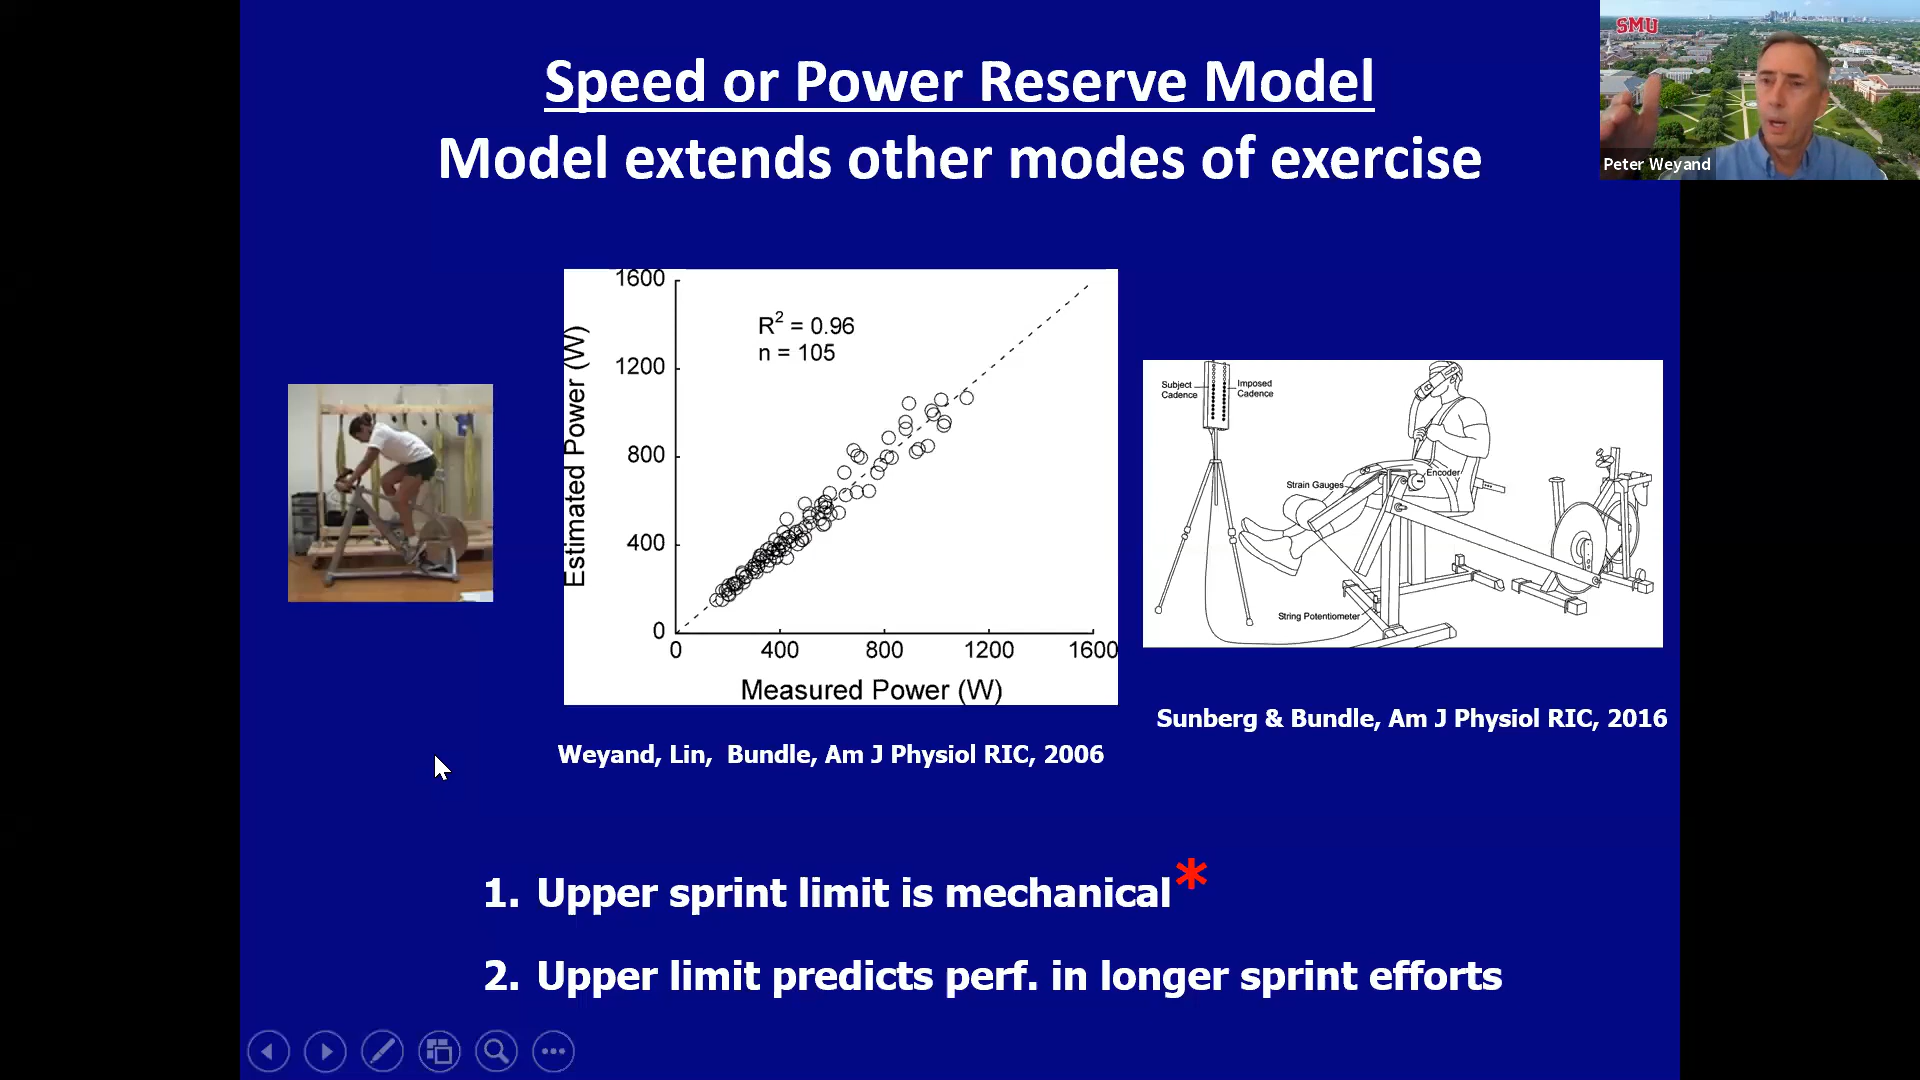 Speed or Power Reserve Model
Model extends other modes of exercise
SMU
Peter Weyand
1600
1200
800
400
0
Estimated Power (W)
R2 = 0.96
n = 105
0 400 800 1200 1600
Measured Power (W)
Weyand, Lin, Bundle, Am J Physiol RIC, 2006
Subject Cadence
Imposed Cadence
Encoder
Strain Gauges
String Potentiometer
Sunberg & Bundle, Am J Physiol RIC, 2016
1. Upper sprint limit is mechanical*
2. Upper limit predicts perf. in longer sprint efforts